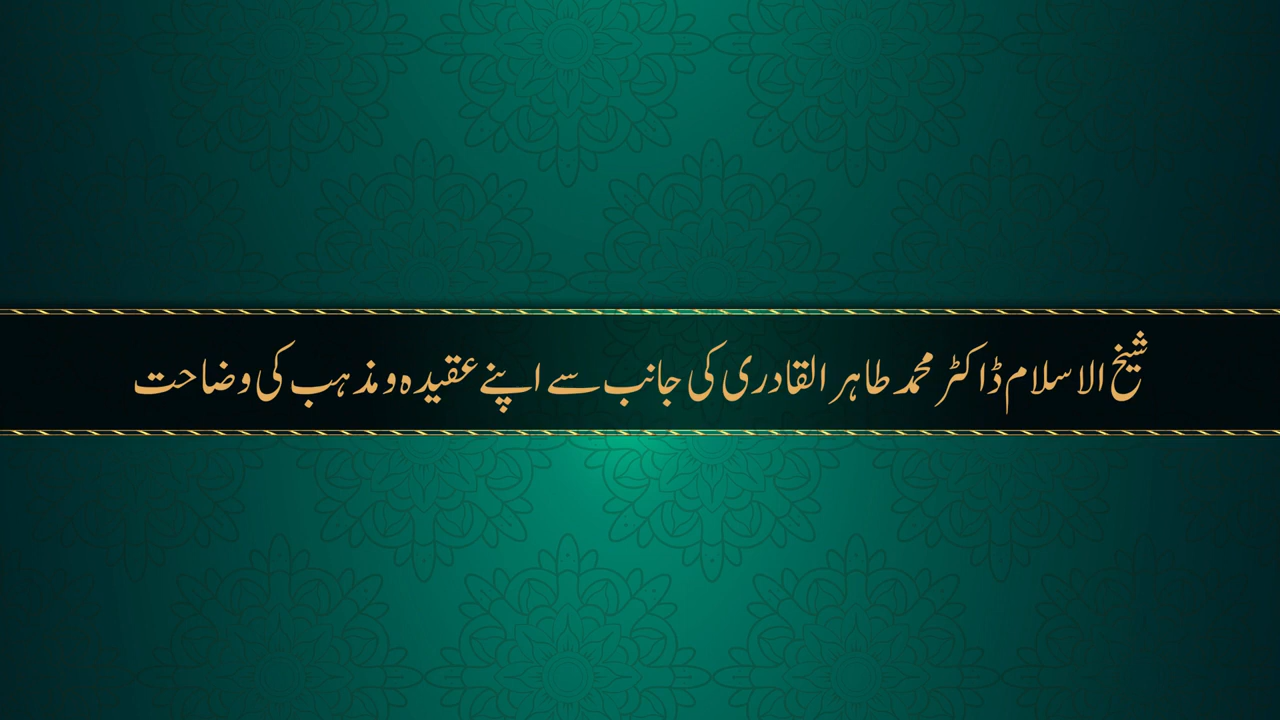 شیخ الاسلام ڈاکٹر محمد طاہر القادری کی جانب سے اپنے عقیدہ و مذہب کی وضاحت